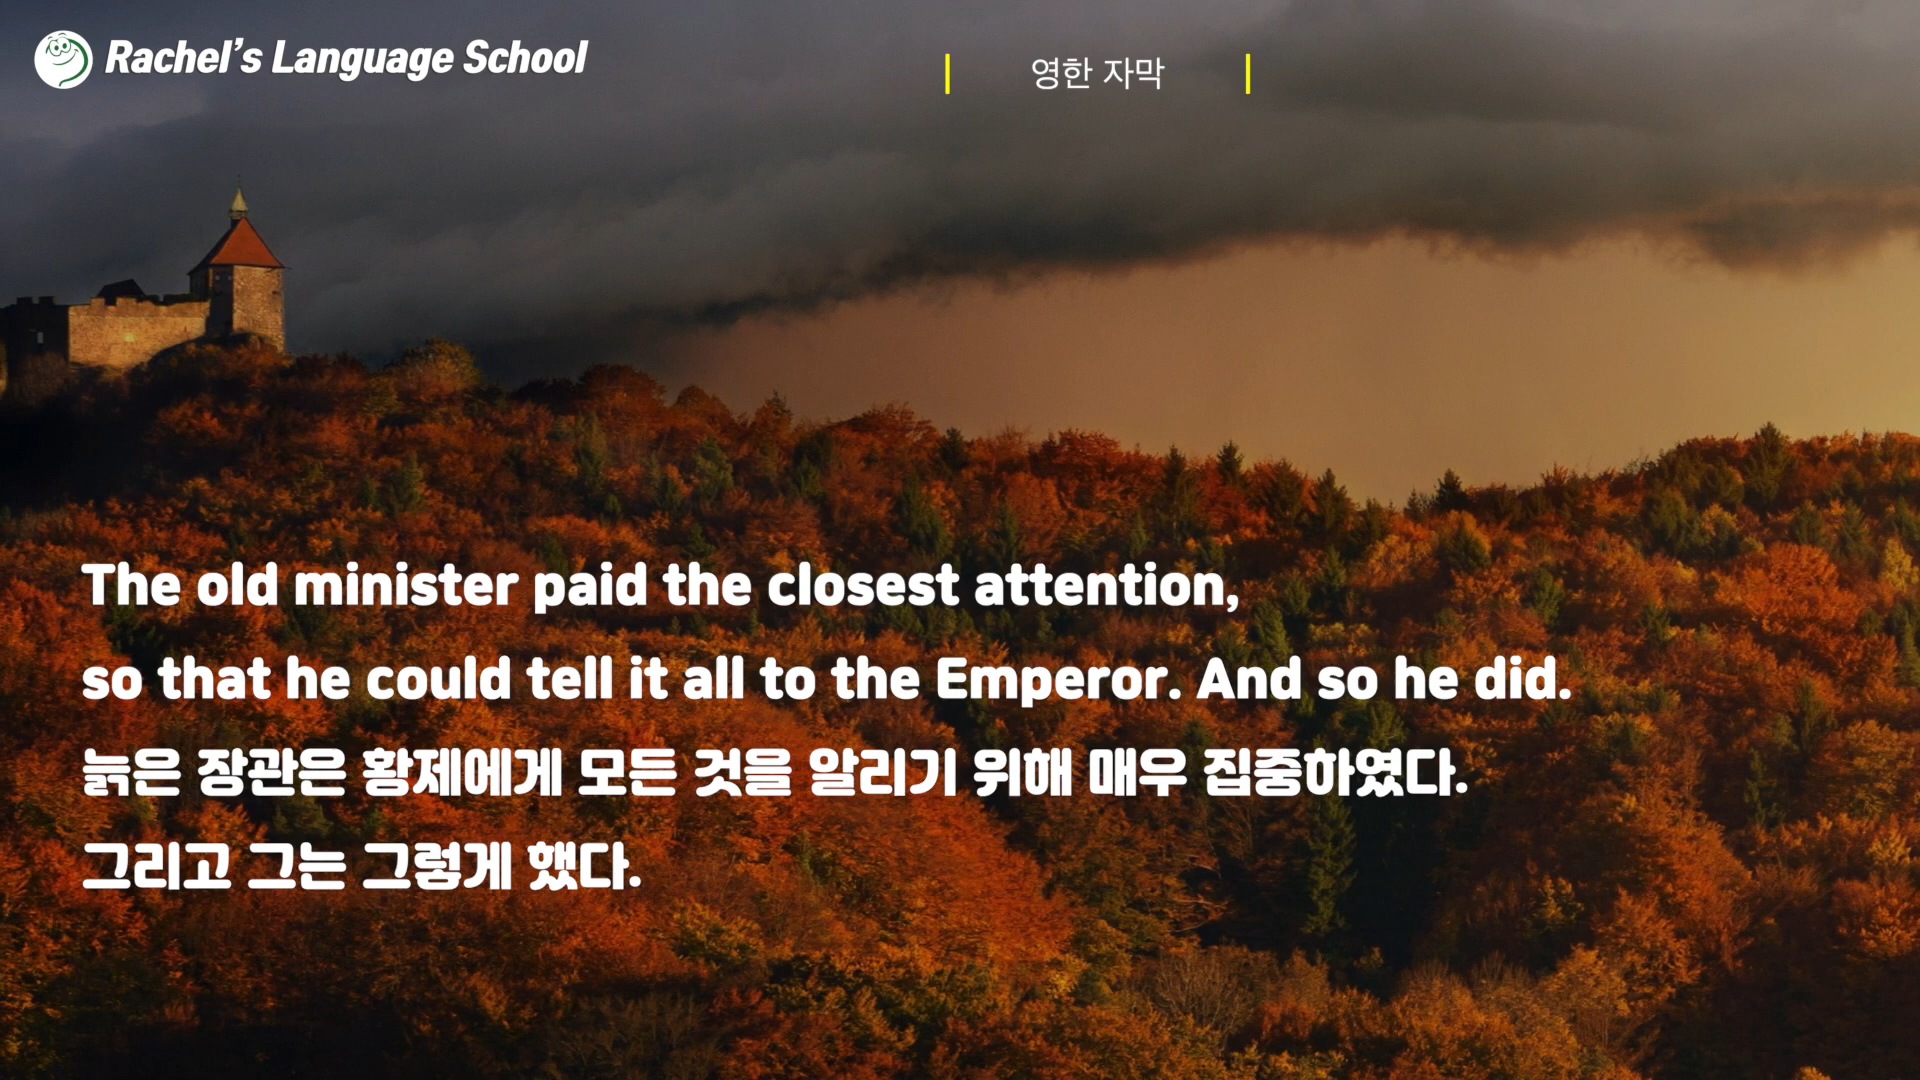 Rachel's Language School
영한 자막
The old minister paid the closest attention,
so that he could tell it all to the Emperor. And so he did.
늙은 장관은 황제에게 모든 것을 알리기 위해 매우 집중하였다.
그리고 그는 그렇게 했다.